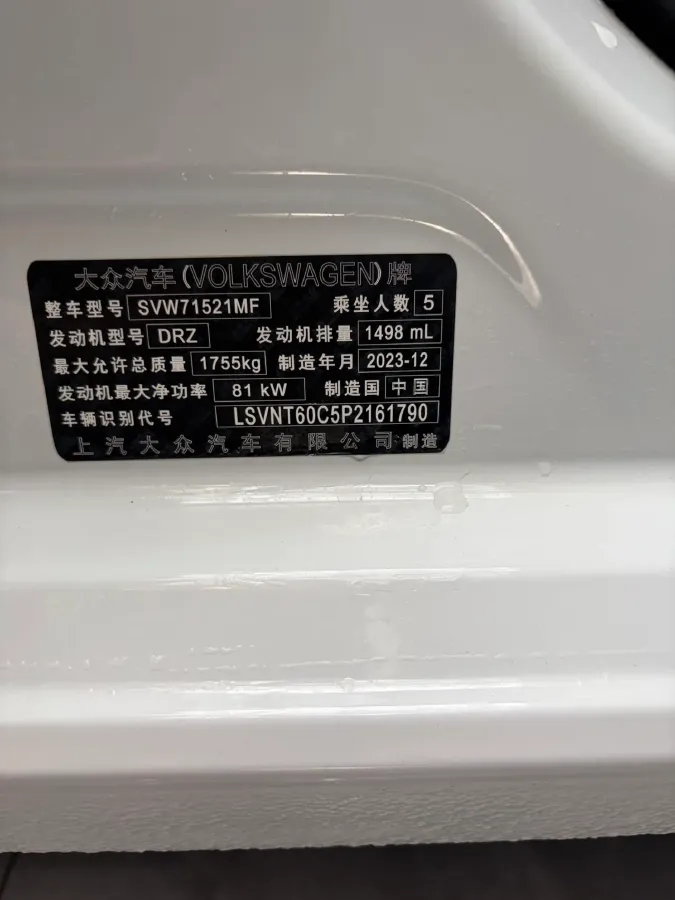 大众汽车(VOLKSWAGEN)牌
整车型号 SVW71521MF 乘坐人数 5
发动机型号 DRZ 发动机排量 1498 mL
最大允许总质量 1755kg 制造年月 2023-12
发动机最大净功率 81 kW 制造国 中国
车辆识别代号 LSVNT60C5P2161790
上汽大众汽车有限公司制造